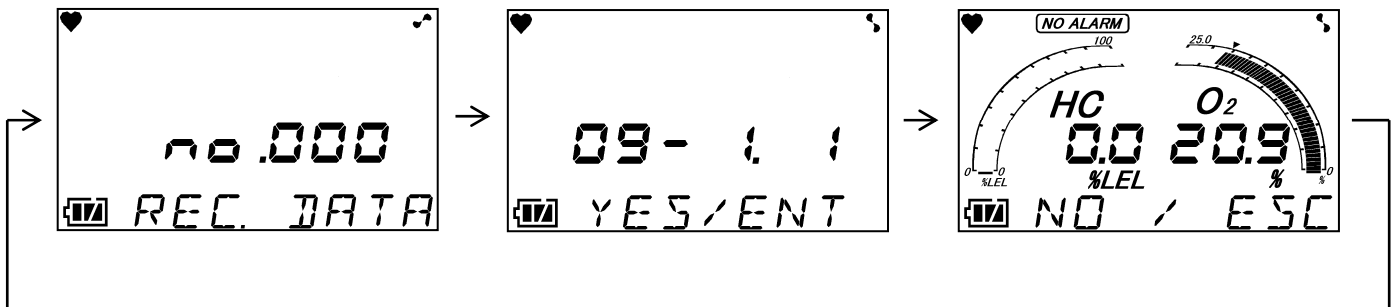 no.000
REC. DATA
09- 1. 1
YES/ENT
NO ALARM
100
25.0
HC
O2
0.0
20.9
0
0
0
%LEL
%LEL
%
%
NO / ESC